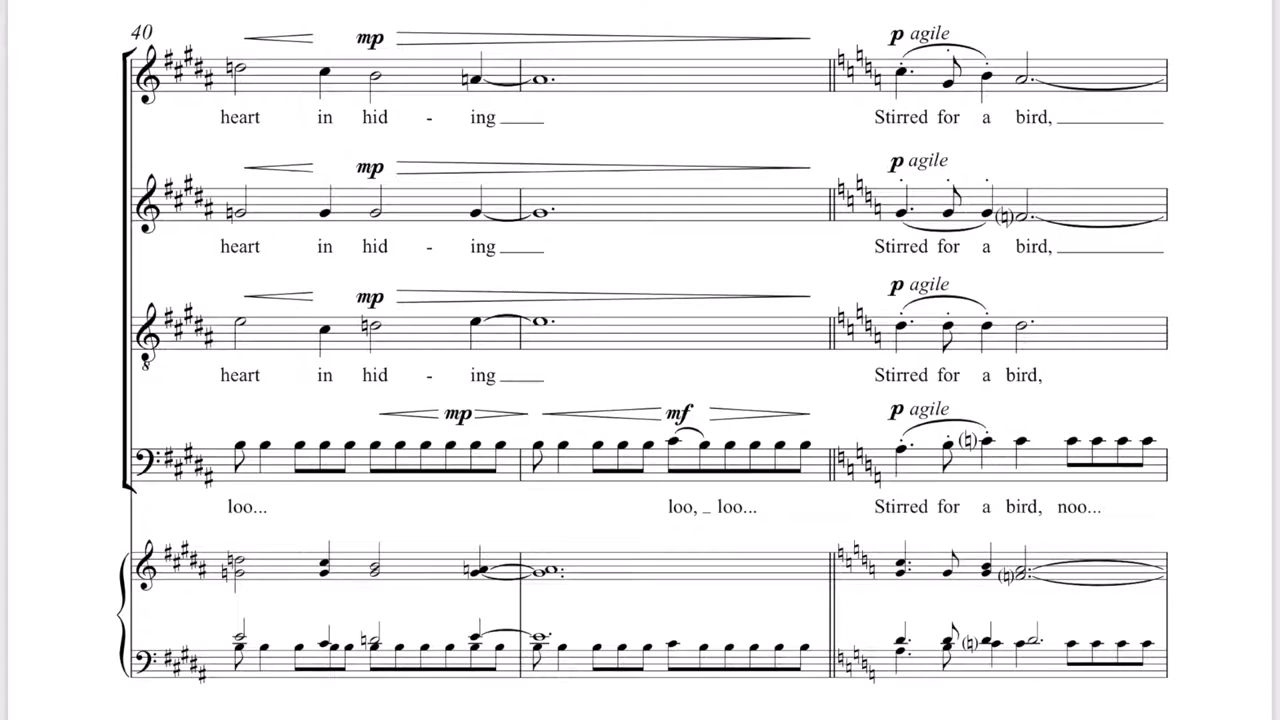 40
mp
p agile
heart in hid - ing Stirred for a bird,
mp
p agile
heart in hid - ing Stirred for a bird,
mp
p agile
heart in hid - ing Stirred for a bird,
mp mf
p agile
loo... loo, _ loo... Stirred for a bird, noo...